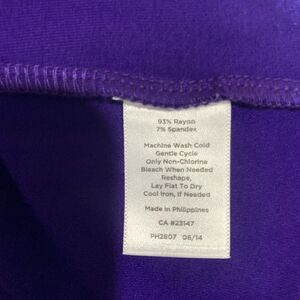 93% Rayon
7% Spandex
Machine Wash Cold
Gentle Cycle
Only Non-Chlorine
Bleach When Needed
Reshape,
Lay Flat To Dry
Cool Iron, If Needed
Made in Philippines
CA #23147
PH2807 06/14